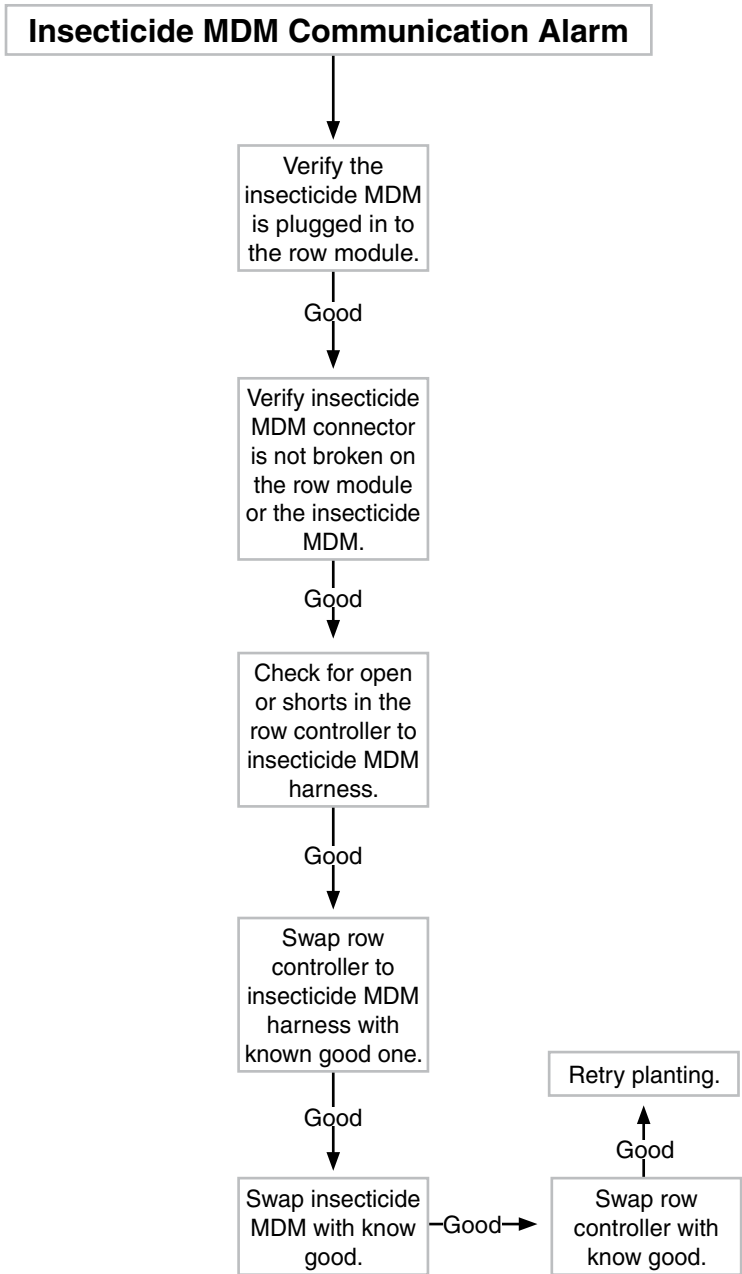 Insecticide MDM Communication Alarm
Verify the
insecticide MDM
is plugged in to
the row module.
Good
Verify insecticide
MDM connector
is not broken on
the row module
or the insecticide
MDM.
Good
Check for open
or shorts in the
row controller to
insecticide MDM
harness.
Good
Swap row
controller to
insecticide MDM
harness with
known good one.
Good
Swap insecticide
MDM with know
good.
Good
Swap row
controller with
know good.
Good
Retry planting.